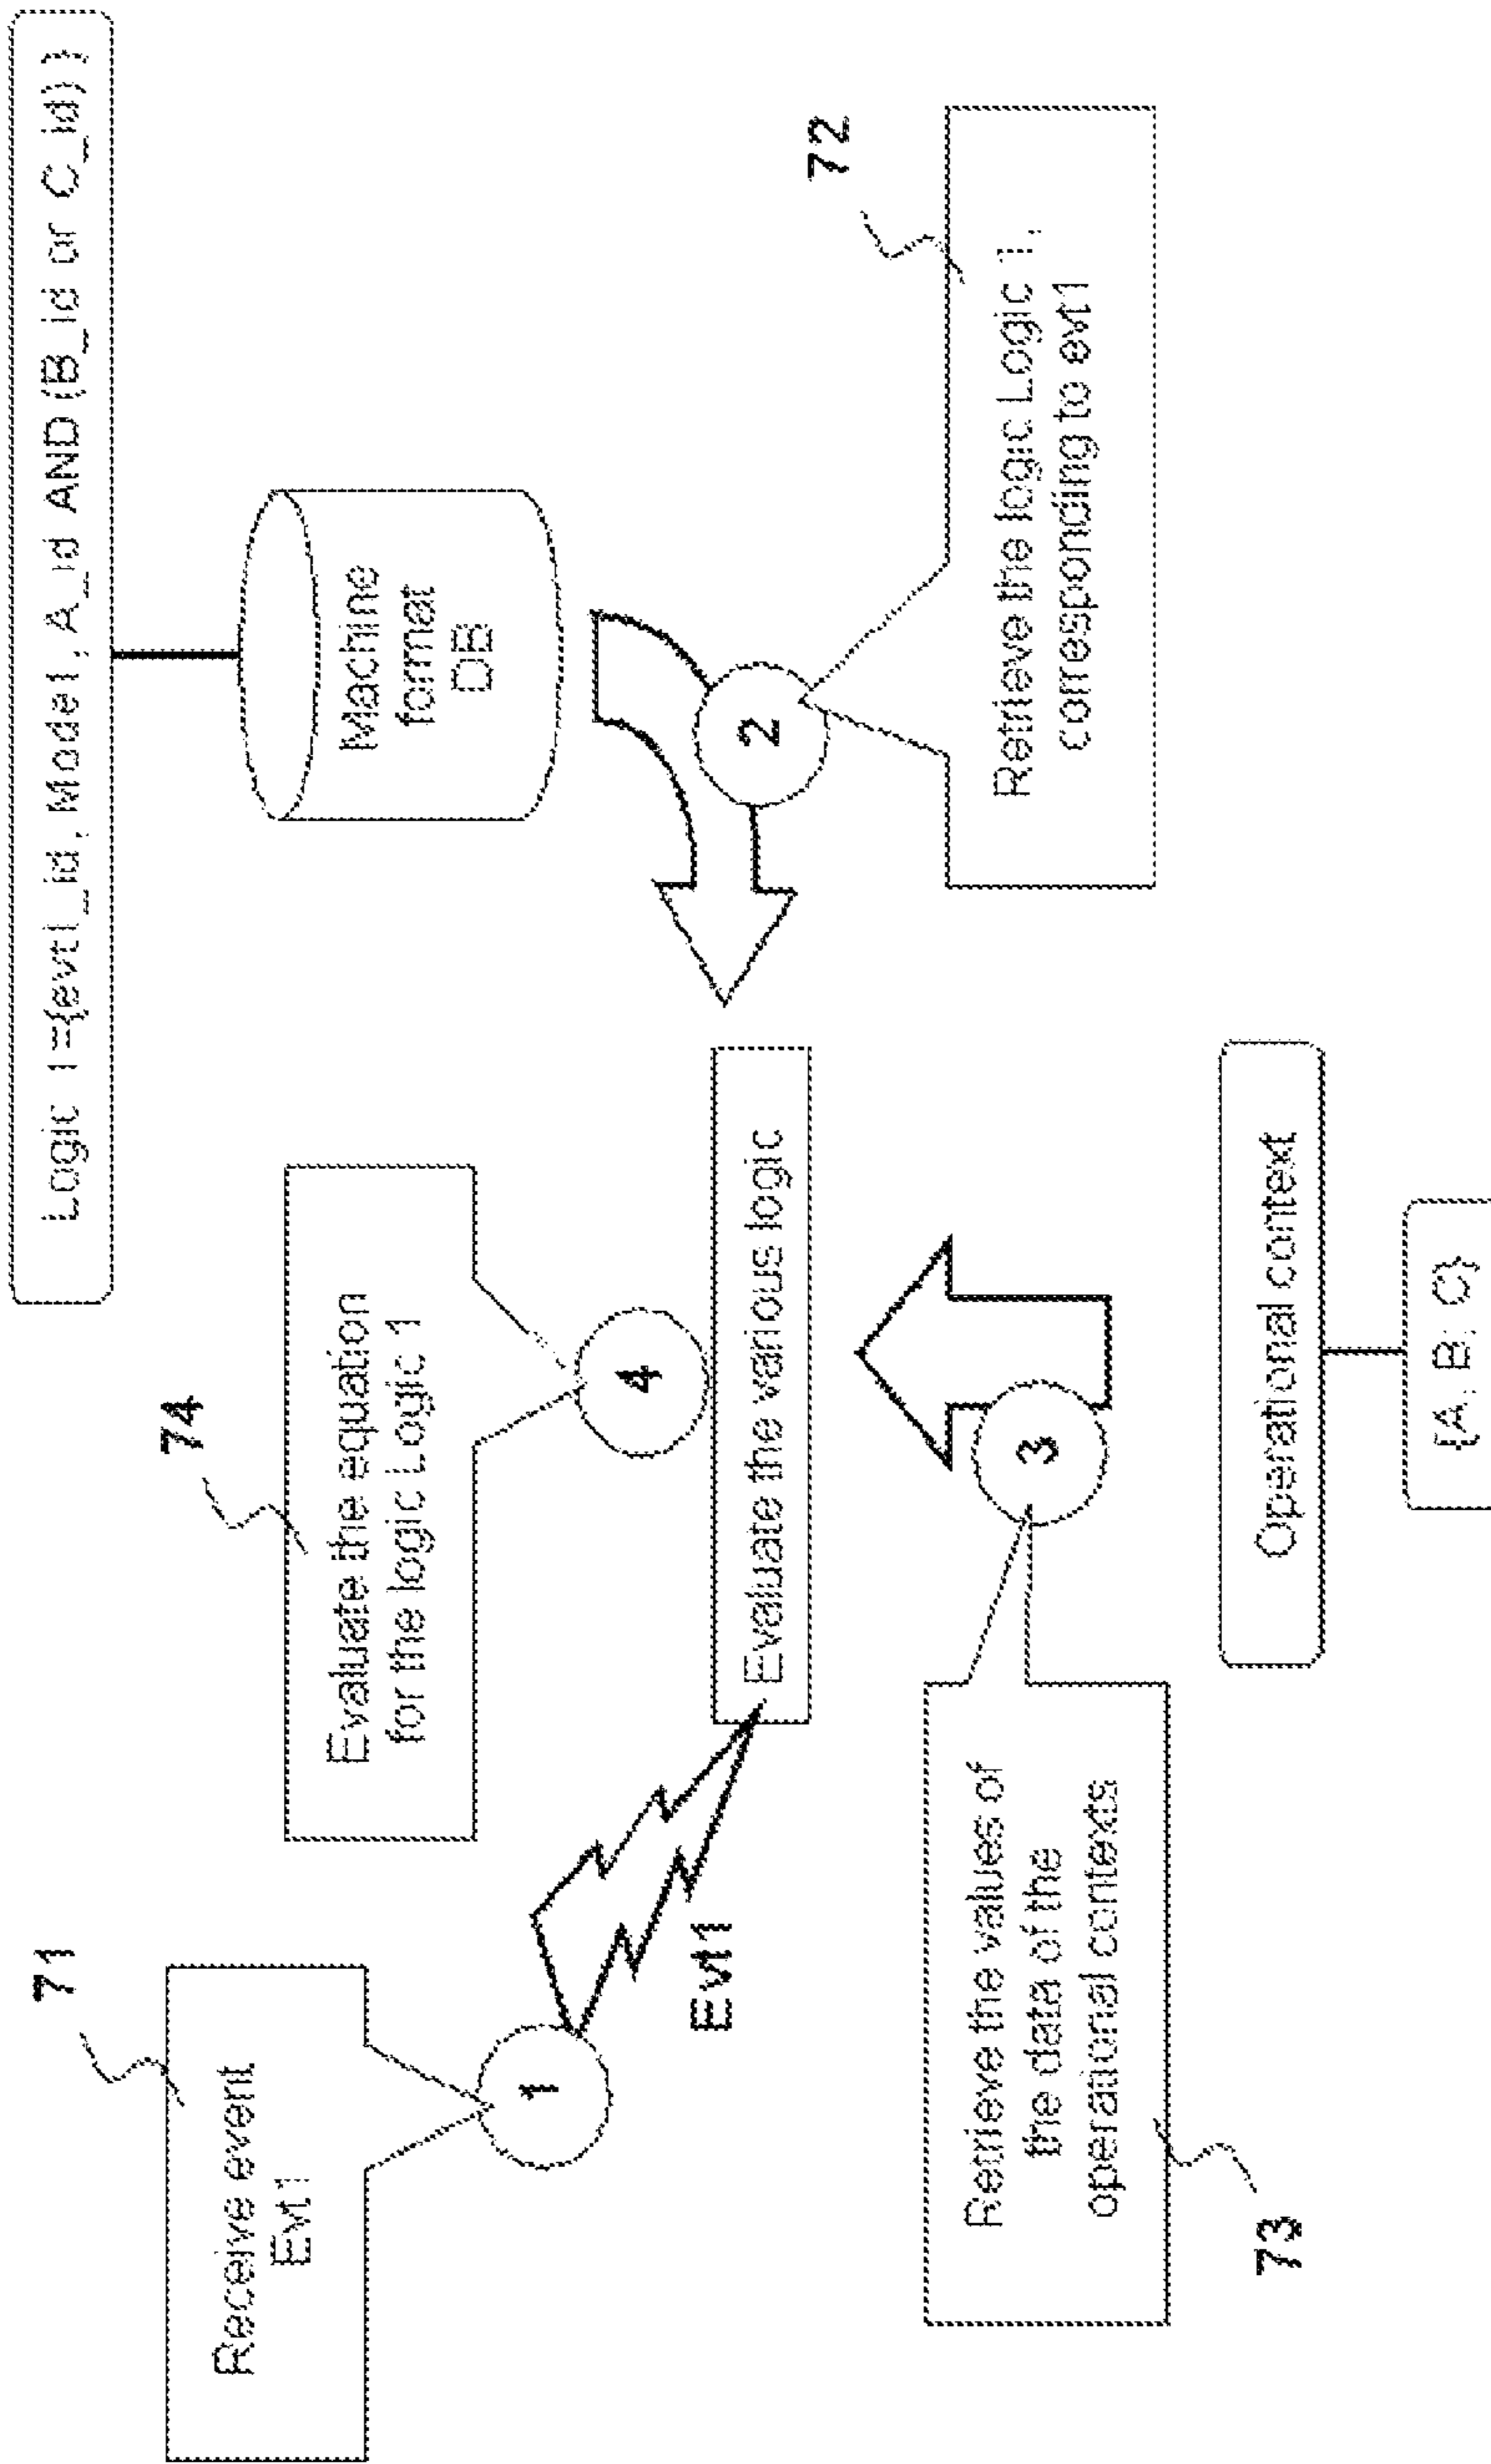 Logic 1={evt1_id, Model, A_id AND (B_id or C_id) }
71
Receive event
Evt1
74
Evaluate the equation
for the logic Logic 1
Machine
format
DB
1
4
2
Evt1
Evaluate the various logic
72
Retrieve the logic Logic 1,
corresponding to evt1
3
Retrieve the values of
the data of the
operational contexts
73
Operational context
{A; B; C}